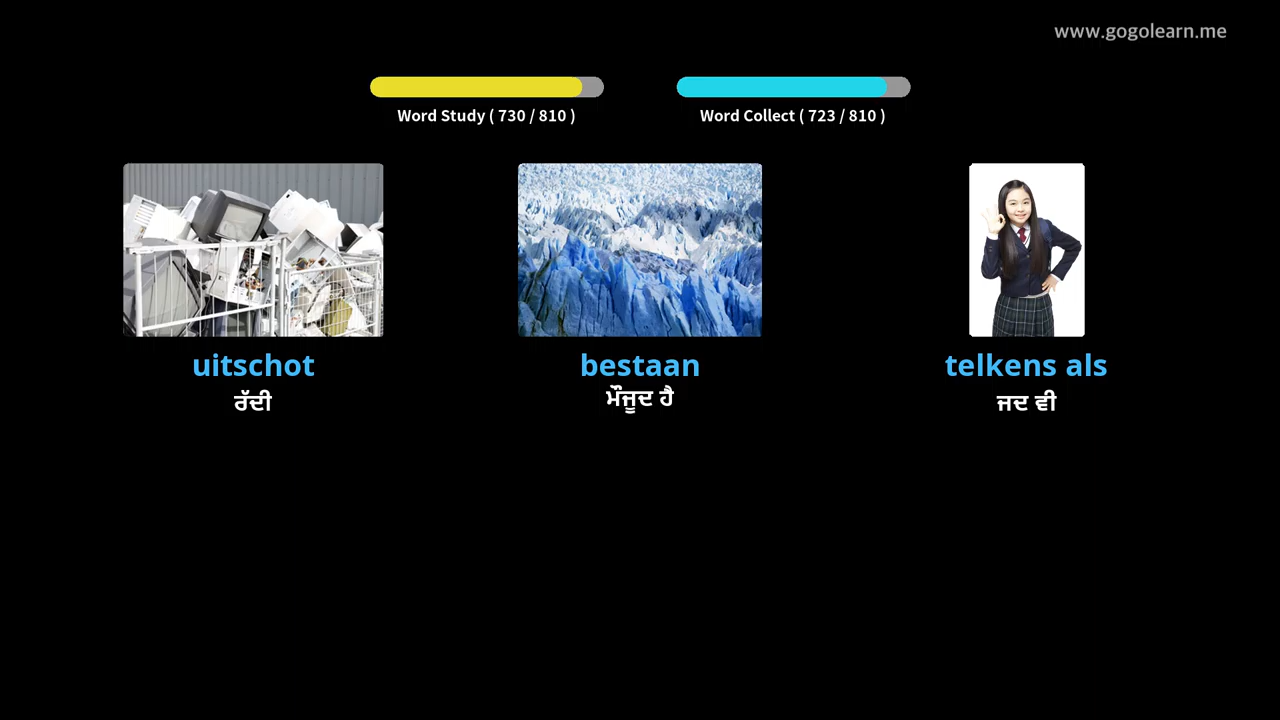 www.gogolearn.me
Word Study ( 730 / 810 )
Word Collect ( 723 / 810 )
uitschot
bestaan
telkens als
ਰੱਦੀ
ਮੌਜੂਦ ਹੈ
ਜਦ ਵੀ